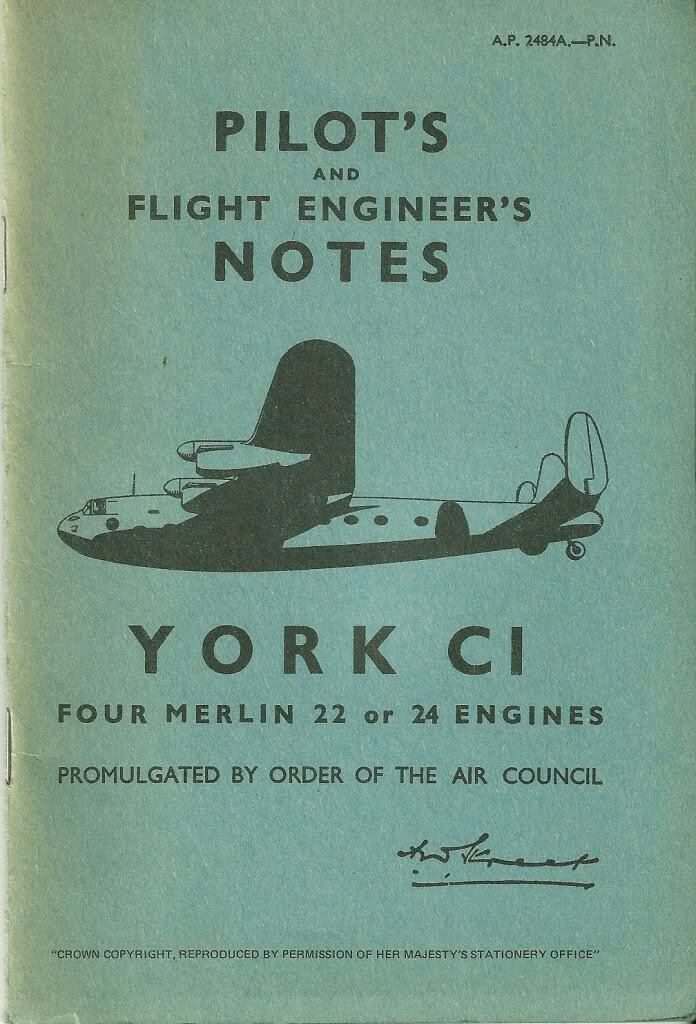 A.P. 2484A.—P.N.
PILOT'S
AND
FLIGHT ENGINEER'S
NOTES
YORK CI
FOUR MERLIN 22 or 24 ENGINES
PROMULGATED BY ORDER OF THE AIR COUNCIL
"CROWN COPYRIGHT, REPRODUCED BY PERMISSION OF HER MAJESTY'S STATIONERY OFFICE"